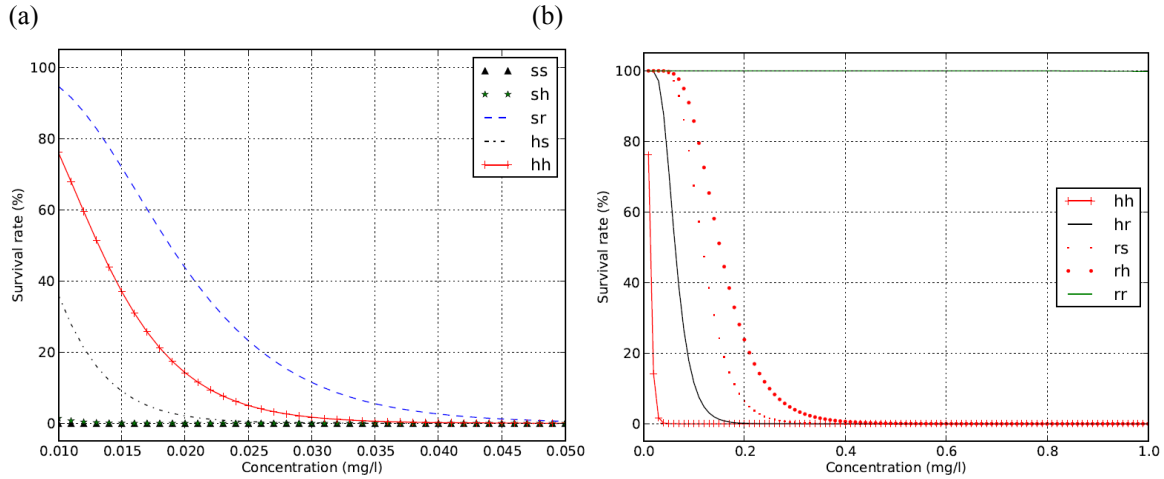 (a)
(b)
100
80
60
40
20
0
Survival rate (%)
0.010
0.015
0.020
0.025
0.030
0.035
0.040
0.045
0.050
Concentration (mg/l)
ss
sh
sr
hs
hh
100
80
60
40
20
0
Survival rate (%)
0.0
0.2
0.4
0.6
0.8
1.0
Concentration (mg/l)
hh
hr
rs
rh
rr